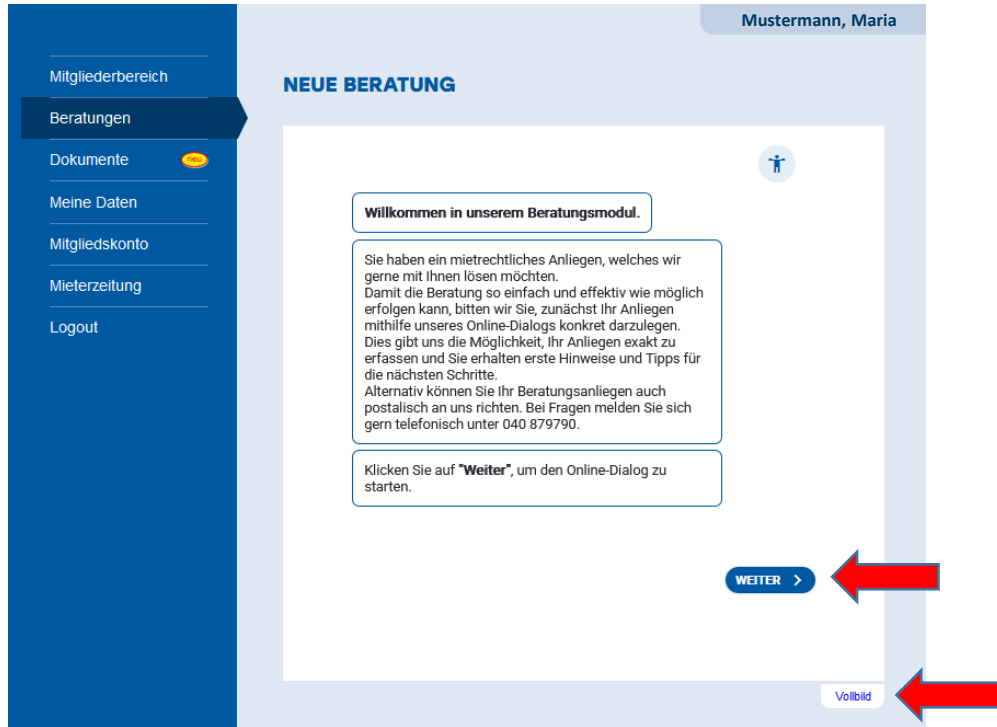 Mustermann, Maria
Mitgliederbereich
Beratungen
Dokumente neu
Meine Daten
Mitgliedskonto
Mieterzeitung
Logout
NEUE BERATUNG
Willkommen in unserem Beratungsmodul.
Sie haben ein mietrechtliches Anliegen, welches wir
gerne mit Ihnen lösen möchten.
Damit die Beratung so einfach und effektiv wie möglich
erfolgen kann, bitten wir Sie, zunächst Ihr Anliegen
mithilfe unseres Online-Dialogs konkret darzulegen.
Dies gibt uns die Möglichkeit, Ihr Anliegen exakt zu
erfassen und Sie erhalten erste Hinweise und Tipps für
die nächsten Schritte.
Alternativ können Sie Ihr Beratungsanliegen auch
postalisch an uns richten. Bei Fragen melden Sie sich
gern telefonisch unter 040 879790.
Klicken Sie auf "Weiter", um den Online-Dialog zu
starten.
WEITER
Vollbild